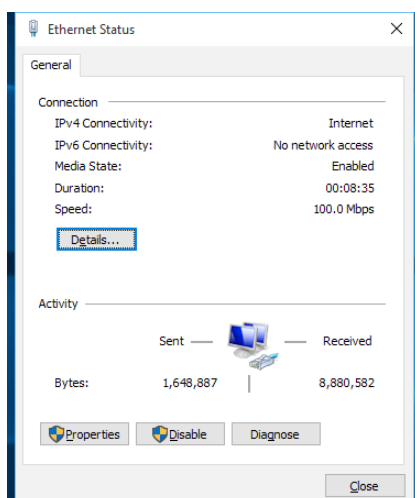 Ethernet Status
General
Connection
IPv4 Connectivity: Internet
IPv6 Connectivity: No network access
Media State: Enabled
Duration: 00:08:35
Speed: 100.0 Mbps
Details...
Activity
Sent Received
Bytes: 1,648,887 8,880,582
Properties Disable Diagnose
Close